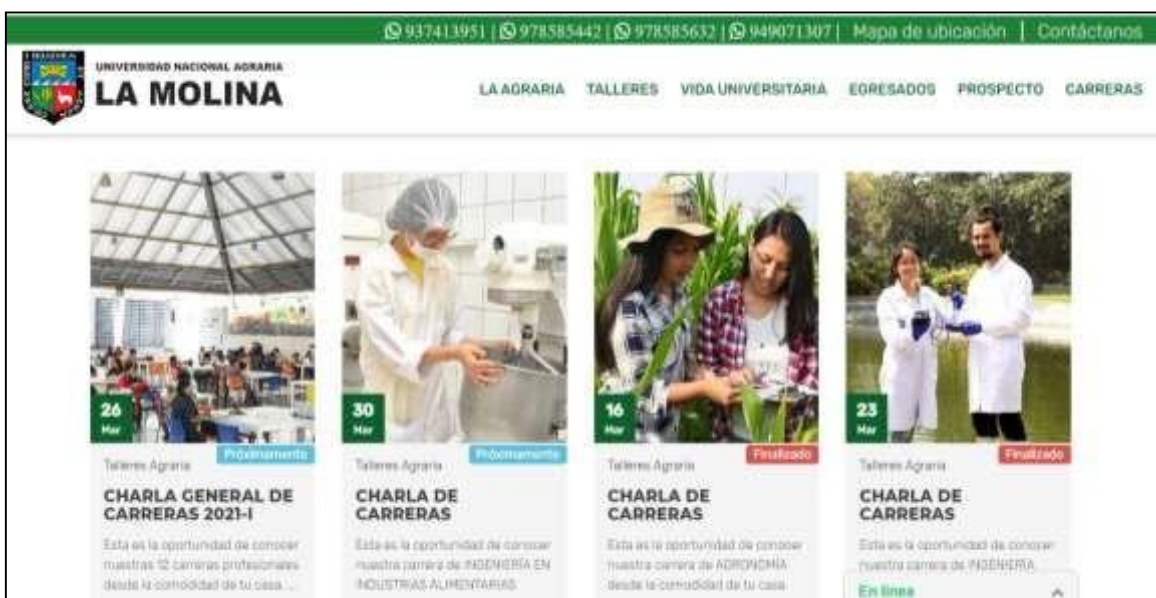 937413951 | 978585442 | 978585632 | 949071307 | Mapa de ubicación | Contáctanos
UNIVERSIDAD NACIONAL AGRARIA
LA MOLINA
LA AGRARIA TALLERES VIDA UNIVERSITARIA EGRESADOS PROSPECTO CARRERAS
26
Mar
Próximamente
Talleres Agraria
CHARLA GENERAL DE
CARRERAS 2021-I
Esta es la oportunidad de conocer
nuestras 12 carreras profesionales
desde la comodidad de tu casa ...
30
Mar
Próximamente
Talleres Agraria
CHARLA DE
CARRERAS
Esta es la oportunidad de conocer
nuestra carrera de INGENIERÍA EN
INDUSTRIAS ALIMENTARIAS
16
Mar
Finalizado
Talleres Agraria
CHARLA DE
CARRERAS
Esta es la oportunidad de conocer
nuestra carrera de AGRONOMÍA
desde la comodidad de tu casa
23
Mar
Finalizado
Talleres Agraria
CHARLA DE
CARRERAS
Esta es la oportunidad de conocer
nuestra carrera de INGENIERÍA
En línea